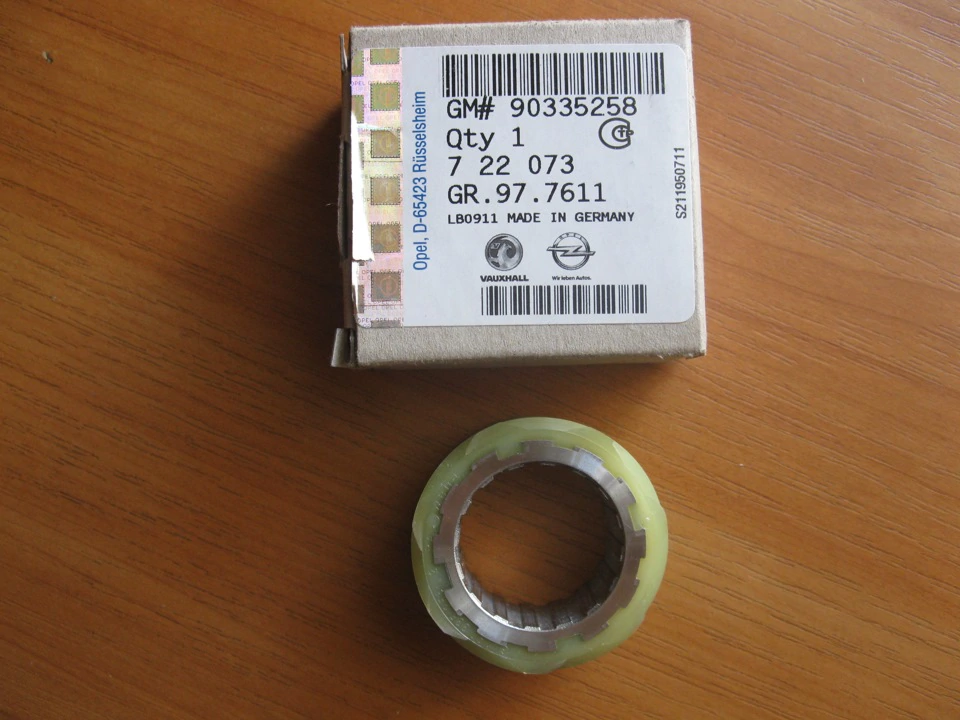 Opel, D-65423 Rüsselsheim
GM# 90335258
Qty 1
7 22 073
GR.97.7611
LB0911 MADE IN GERMANY
VAUXHALL
Wir leben Autos.
S211950711